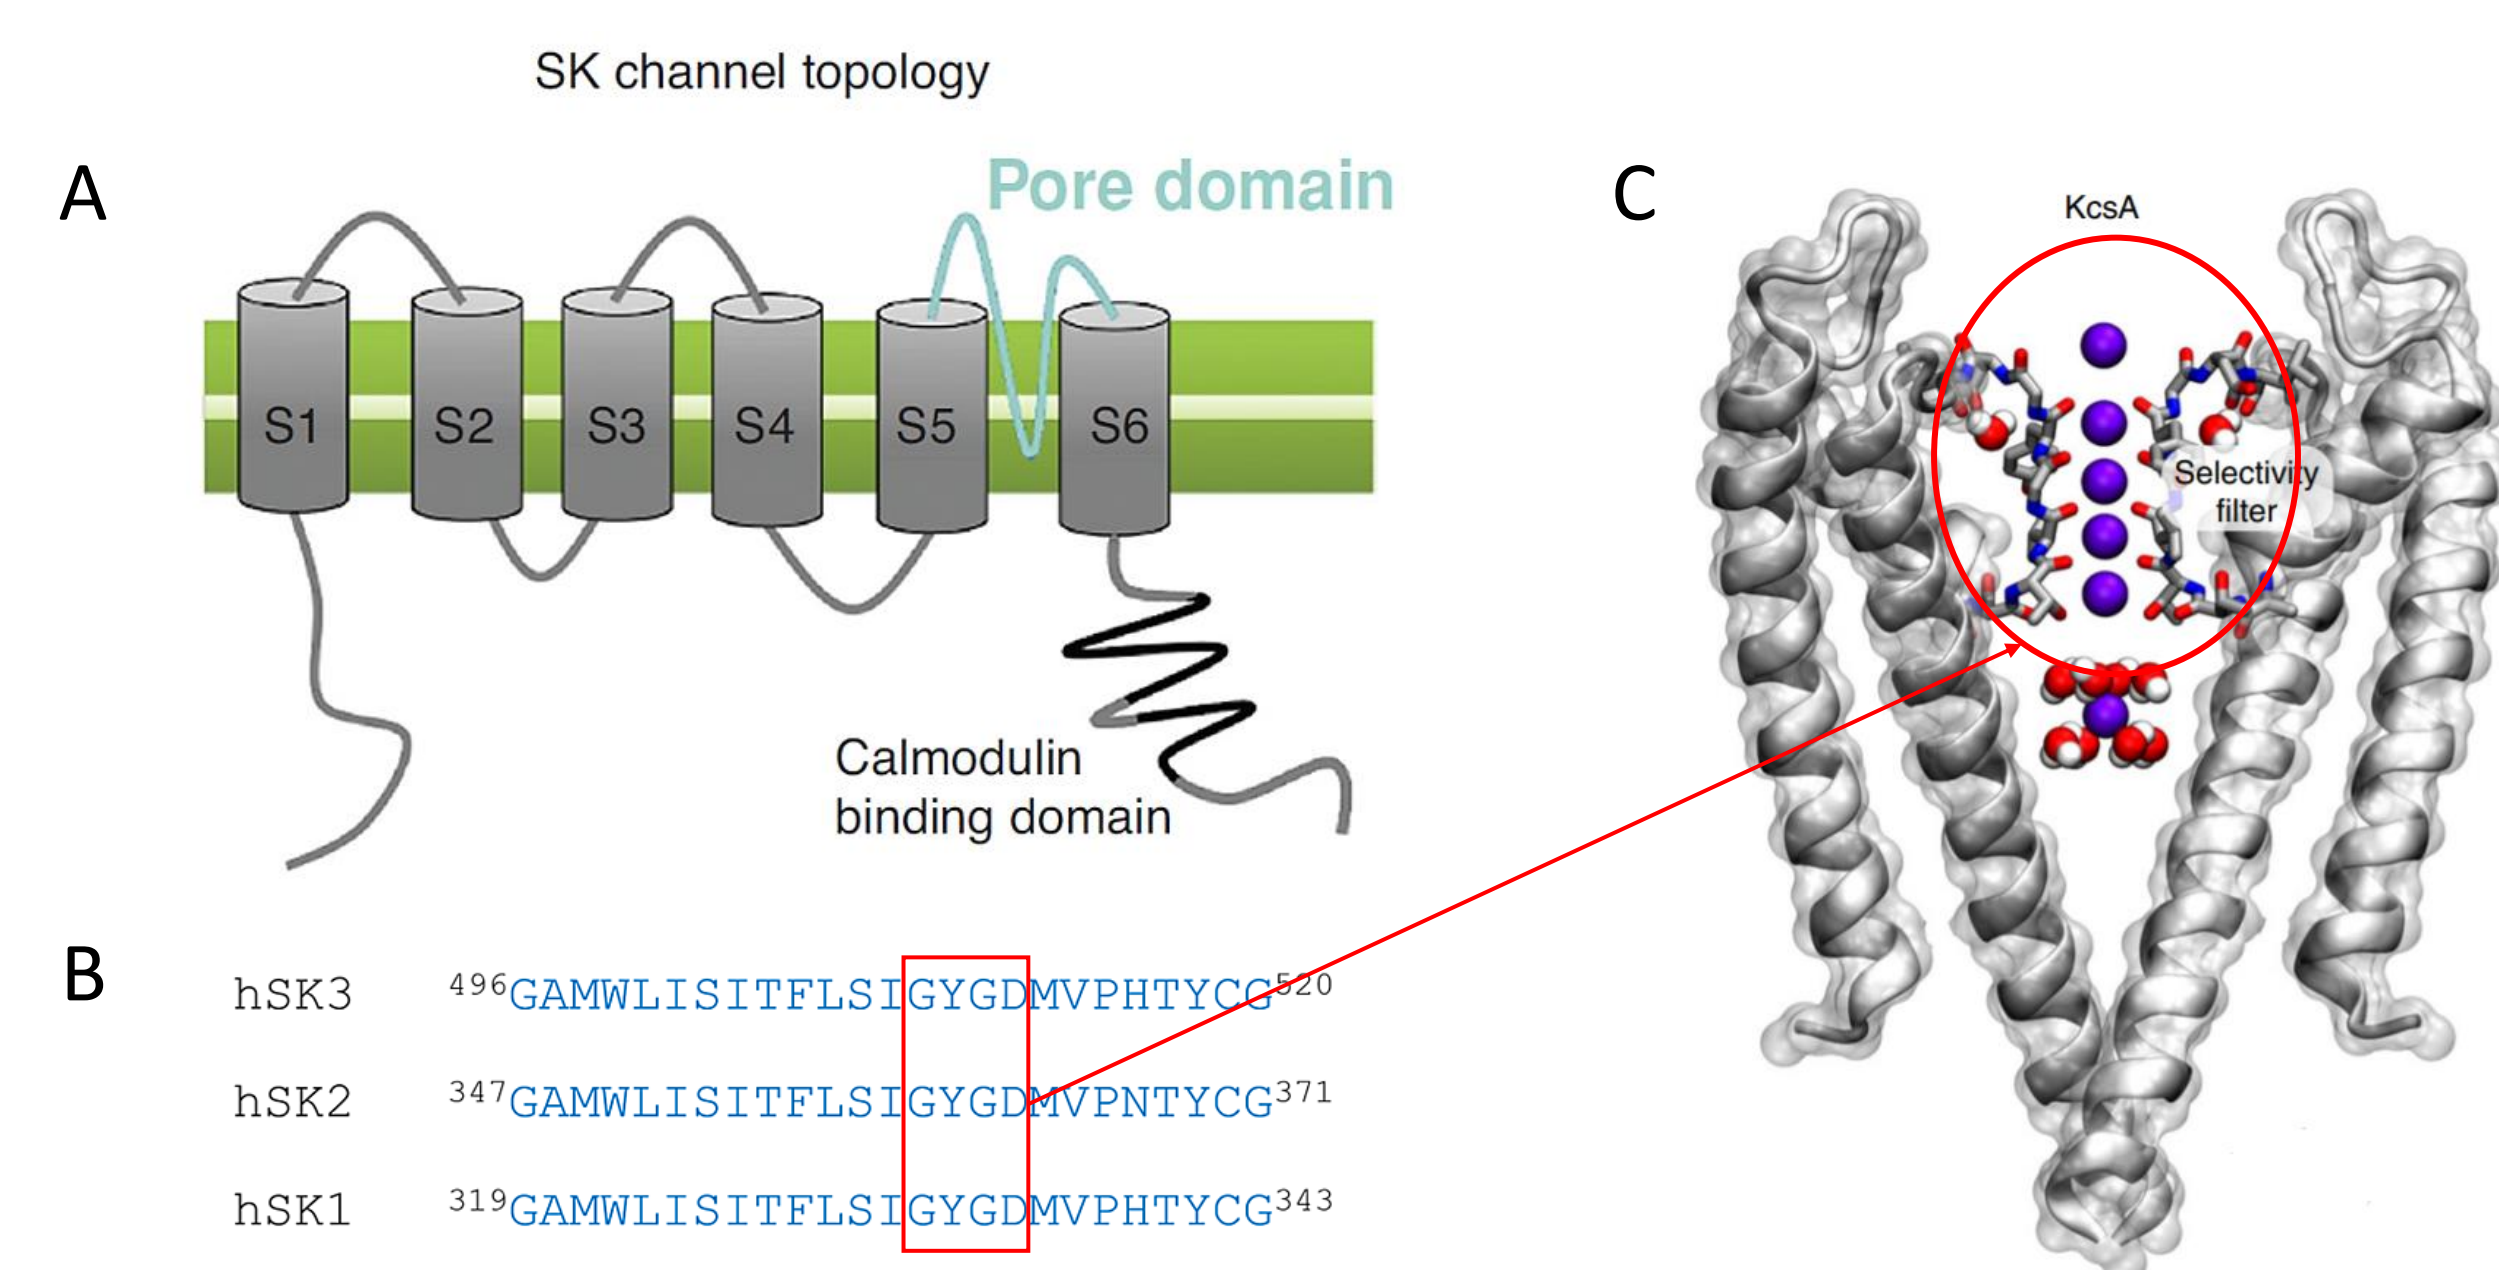 SK channel topology
A
Pore domain
S1 S2 S3 S4 S5 S6
Calmodulin
binding domain
B
hSK3 496GAMWLISITFLSIGYGDMVPHTYCG520
hSK2 347GAMWLISITFLSIGYGDMVPNTYCG371
hSK1 319GAMWLISITFLSIGYGDMVPHTYCG343
C
KcsA
Selectivity
filter